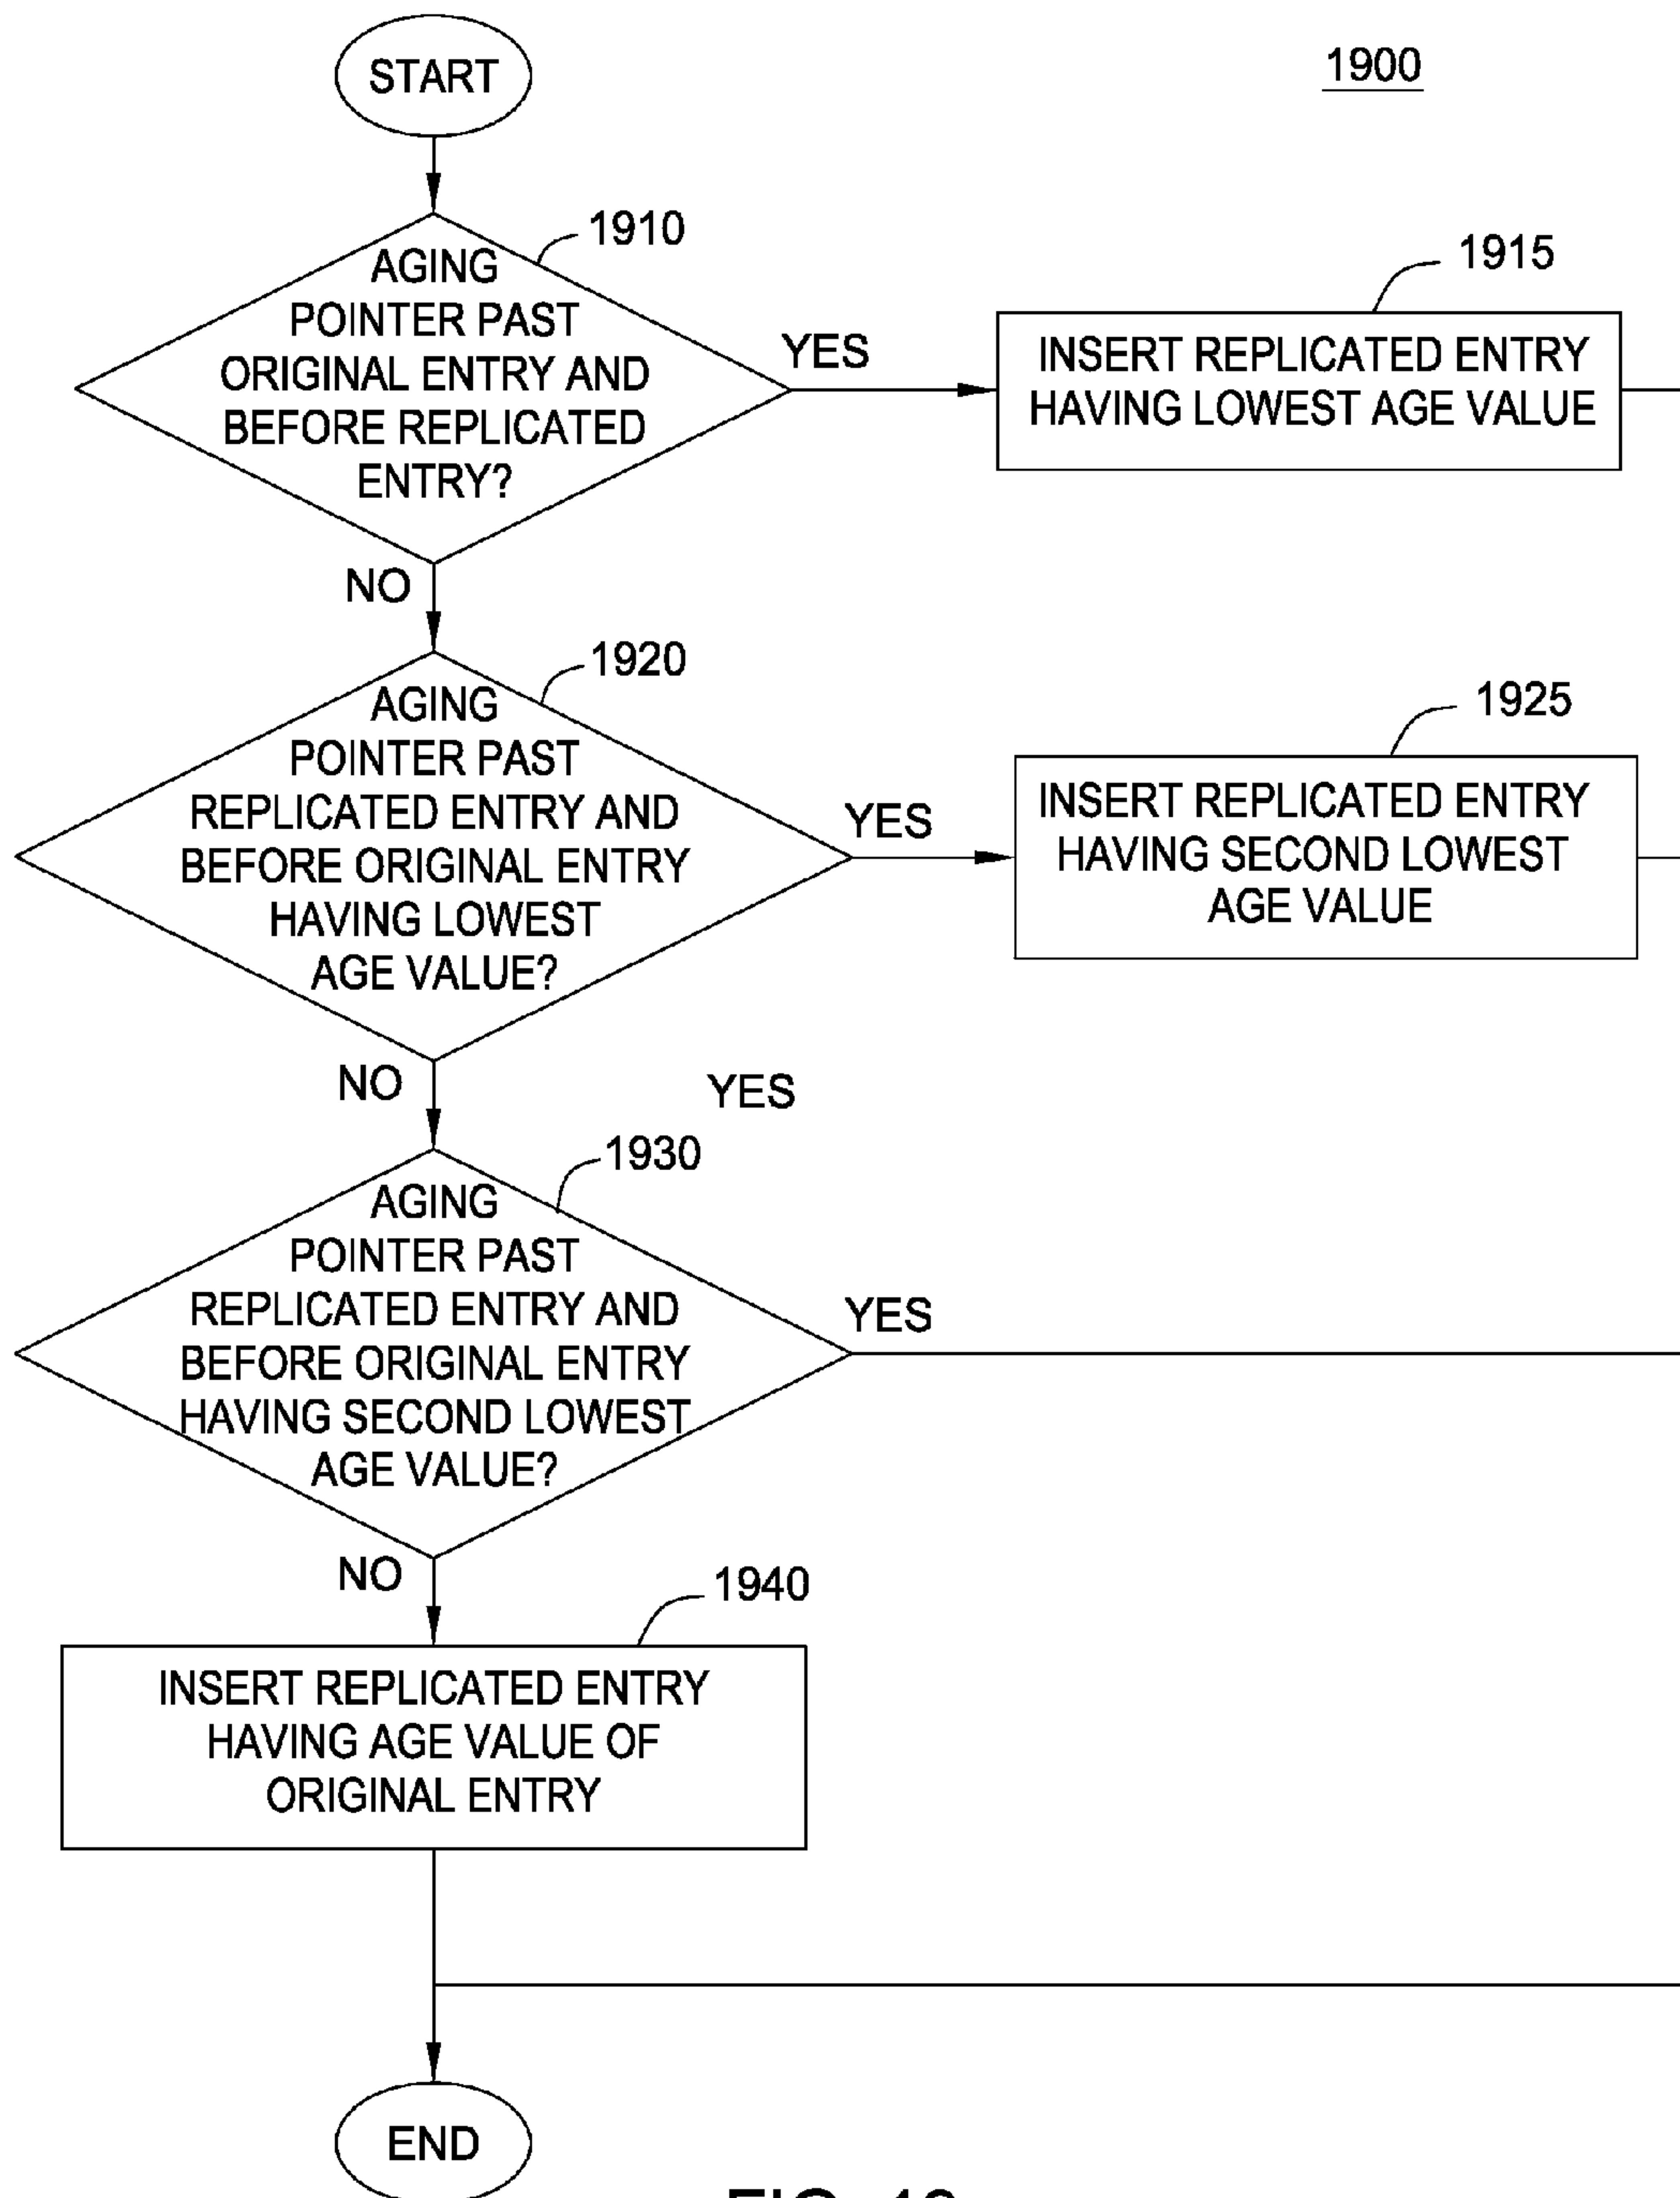 START
1900
1910
AGING
POINTER PAST
ORIGINAL ENTRY AND
BEFORE REPLICATED
ENTRY?
YES
1915
INSERT REPLICATED ENTRY
HAVING LOWEST AGE VALUE
NO
1920
AGING
POINTER PAST
REPLICATED ENTRY AND
BEFORE ORIGINAL ENTRY
HAVING LOWEST
AGE VALUE?
YES
1925
INSERT REPLICATED ENTRY
HAVING SECOND LOWEST
AGE VALUE
NO
YES
1930
AGING
POINTER PAST
REPLICATED ENTRY AND
BEFORE ORIGINAL ENTRY
HAVING SECOND LOWEST
AGE VALUE?
YES
NO
1940
INSERT REPLICATED ENTRY
HAVING AGE VALUE OF
ORIGINAL ENTRY
END
FIG.